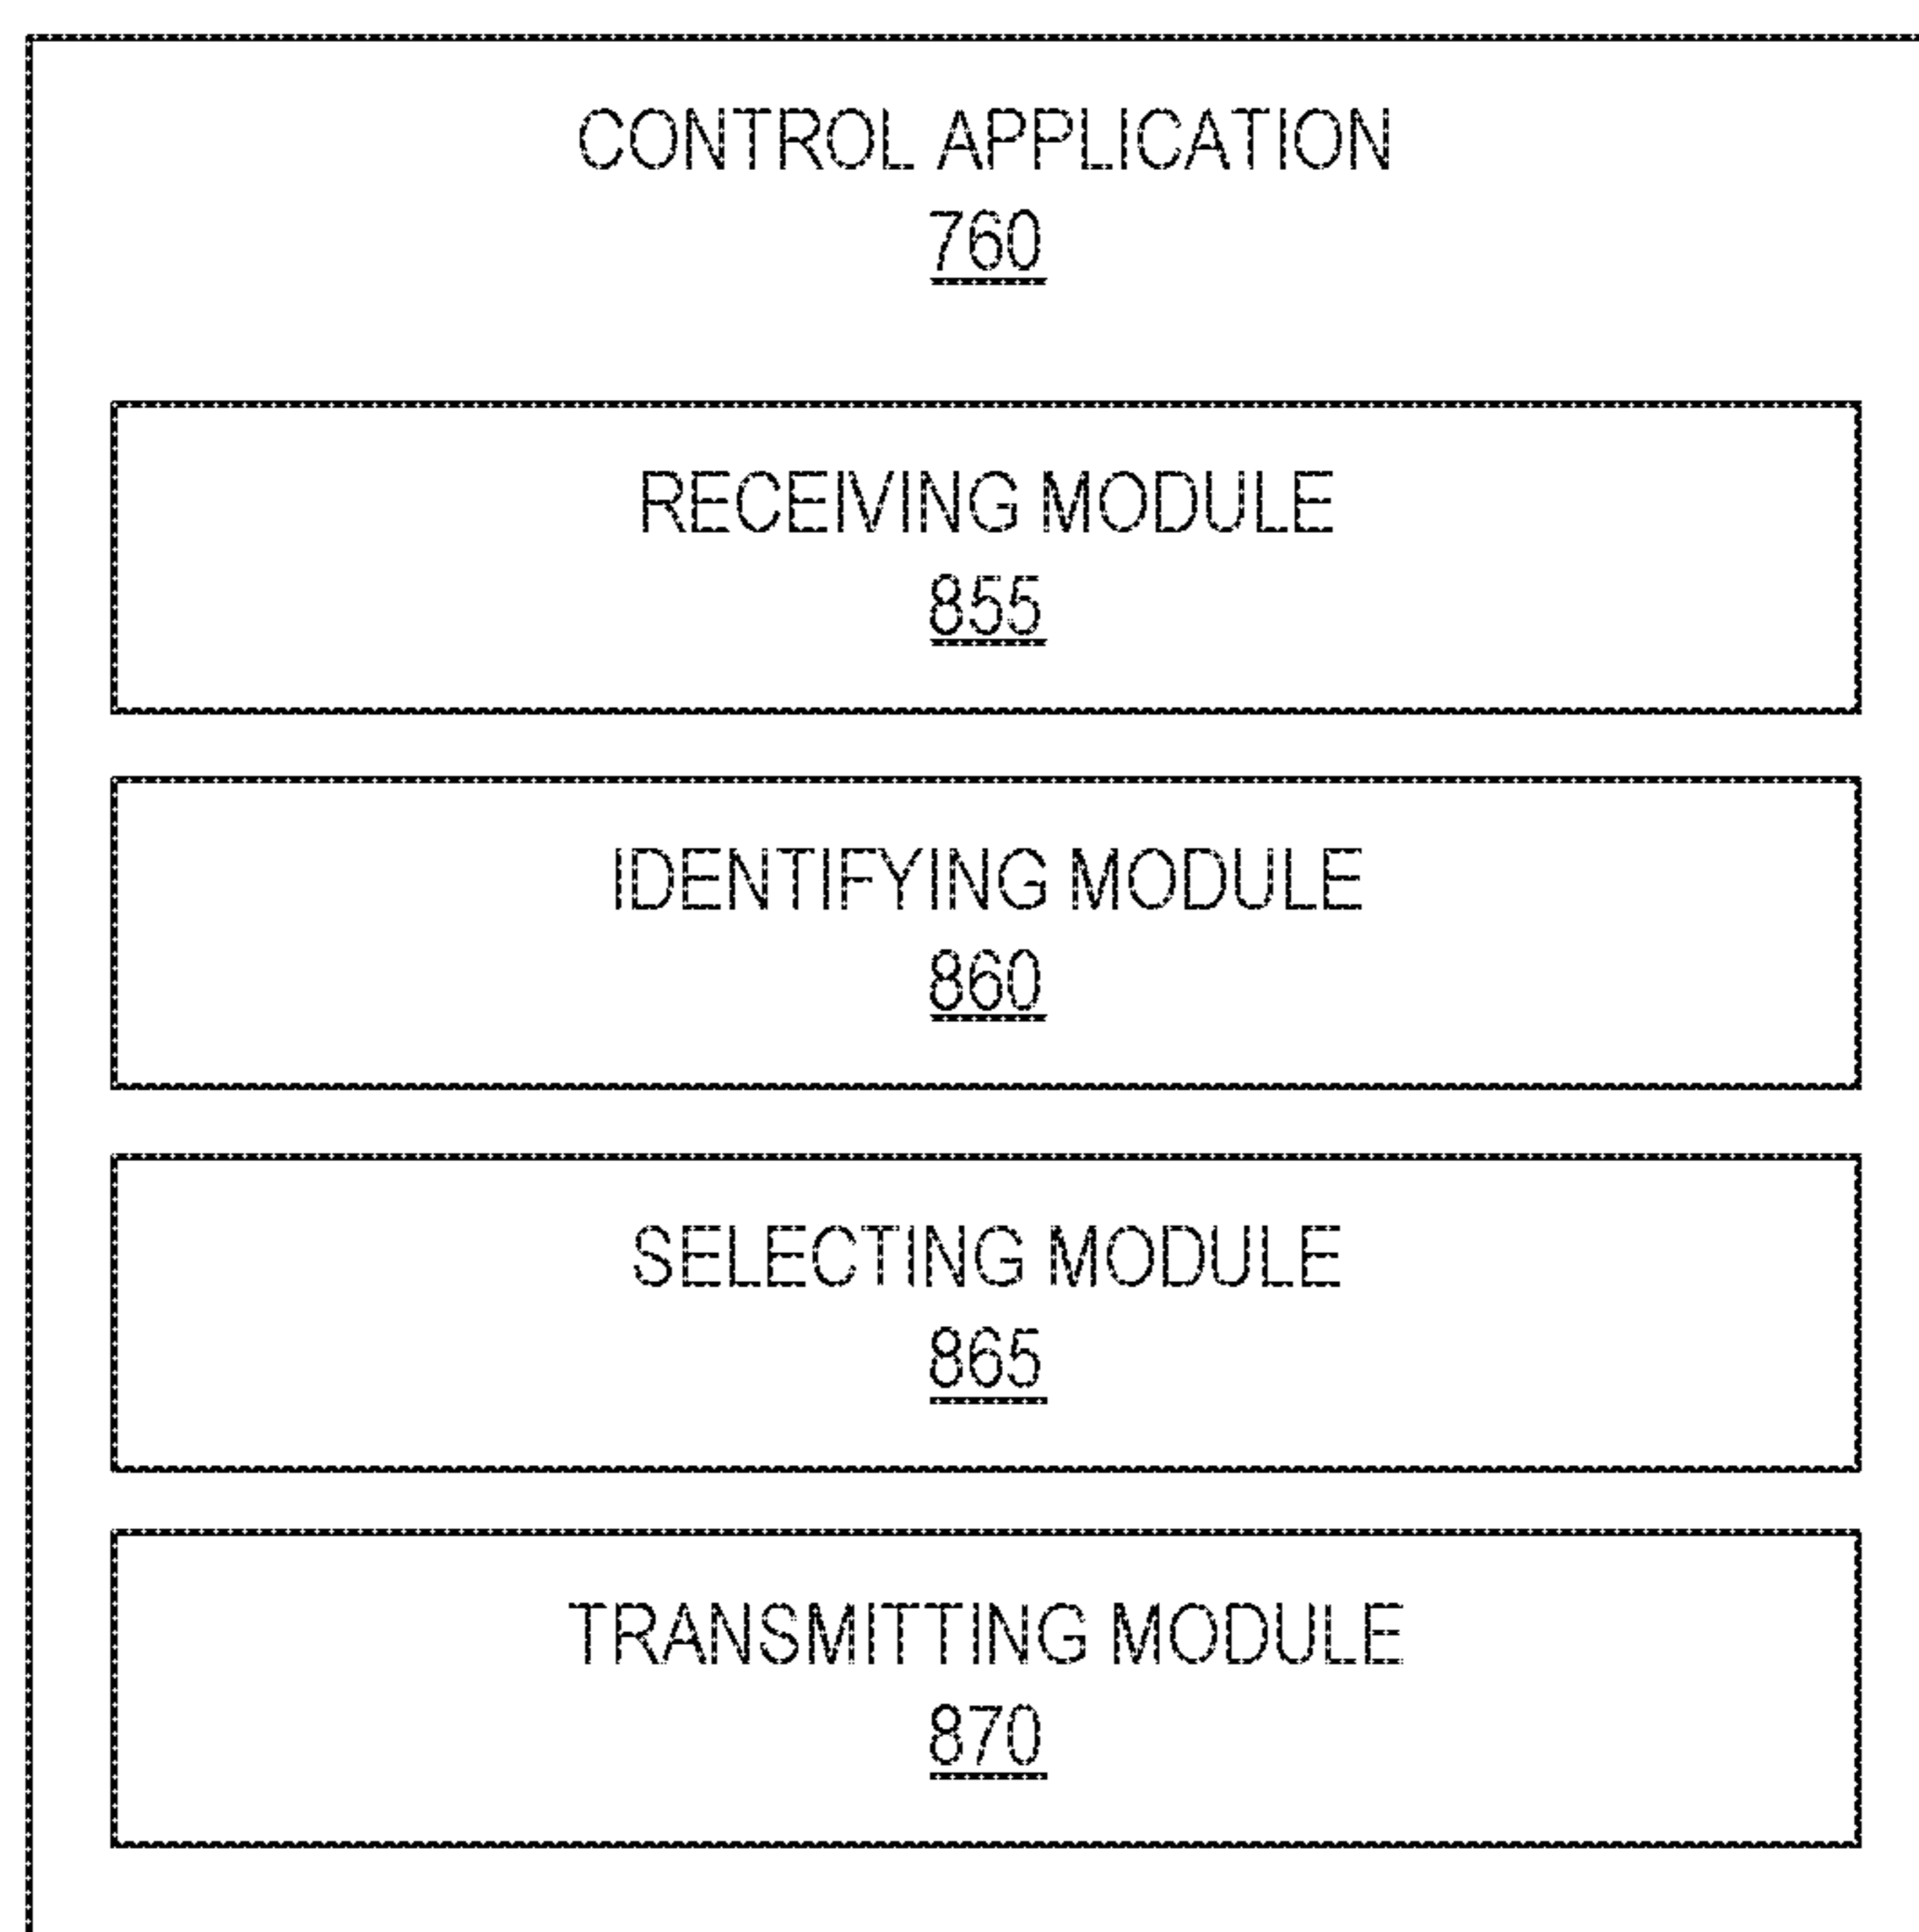 CONTROL APPLICATION
760
RECEIVING MODULE
855
IDENTIFYING MODULE
860
SELECTING MODULE
865
TRANSMITTING MODULE
870